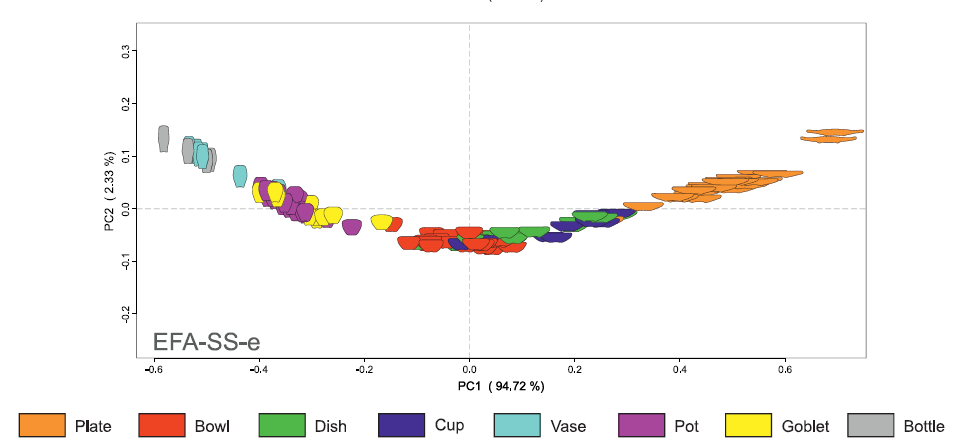 0.3
0.2
0.1
0.0
-0.1
-0.2
PC2 ( 2.33 %)
EFA-SS-e
-0.6 -0.4 -0.2 0.0 0.2 0.4 0.6
PC1 ( 94.72 %)
Plate Bowl Dish Cup Vase Pot Goblet Bottle